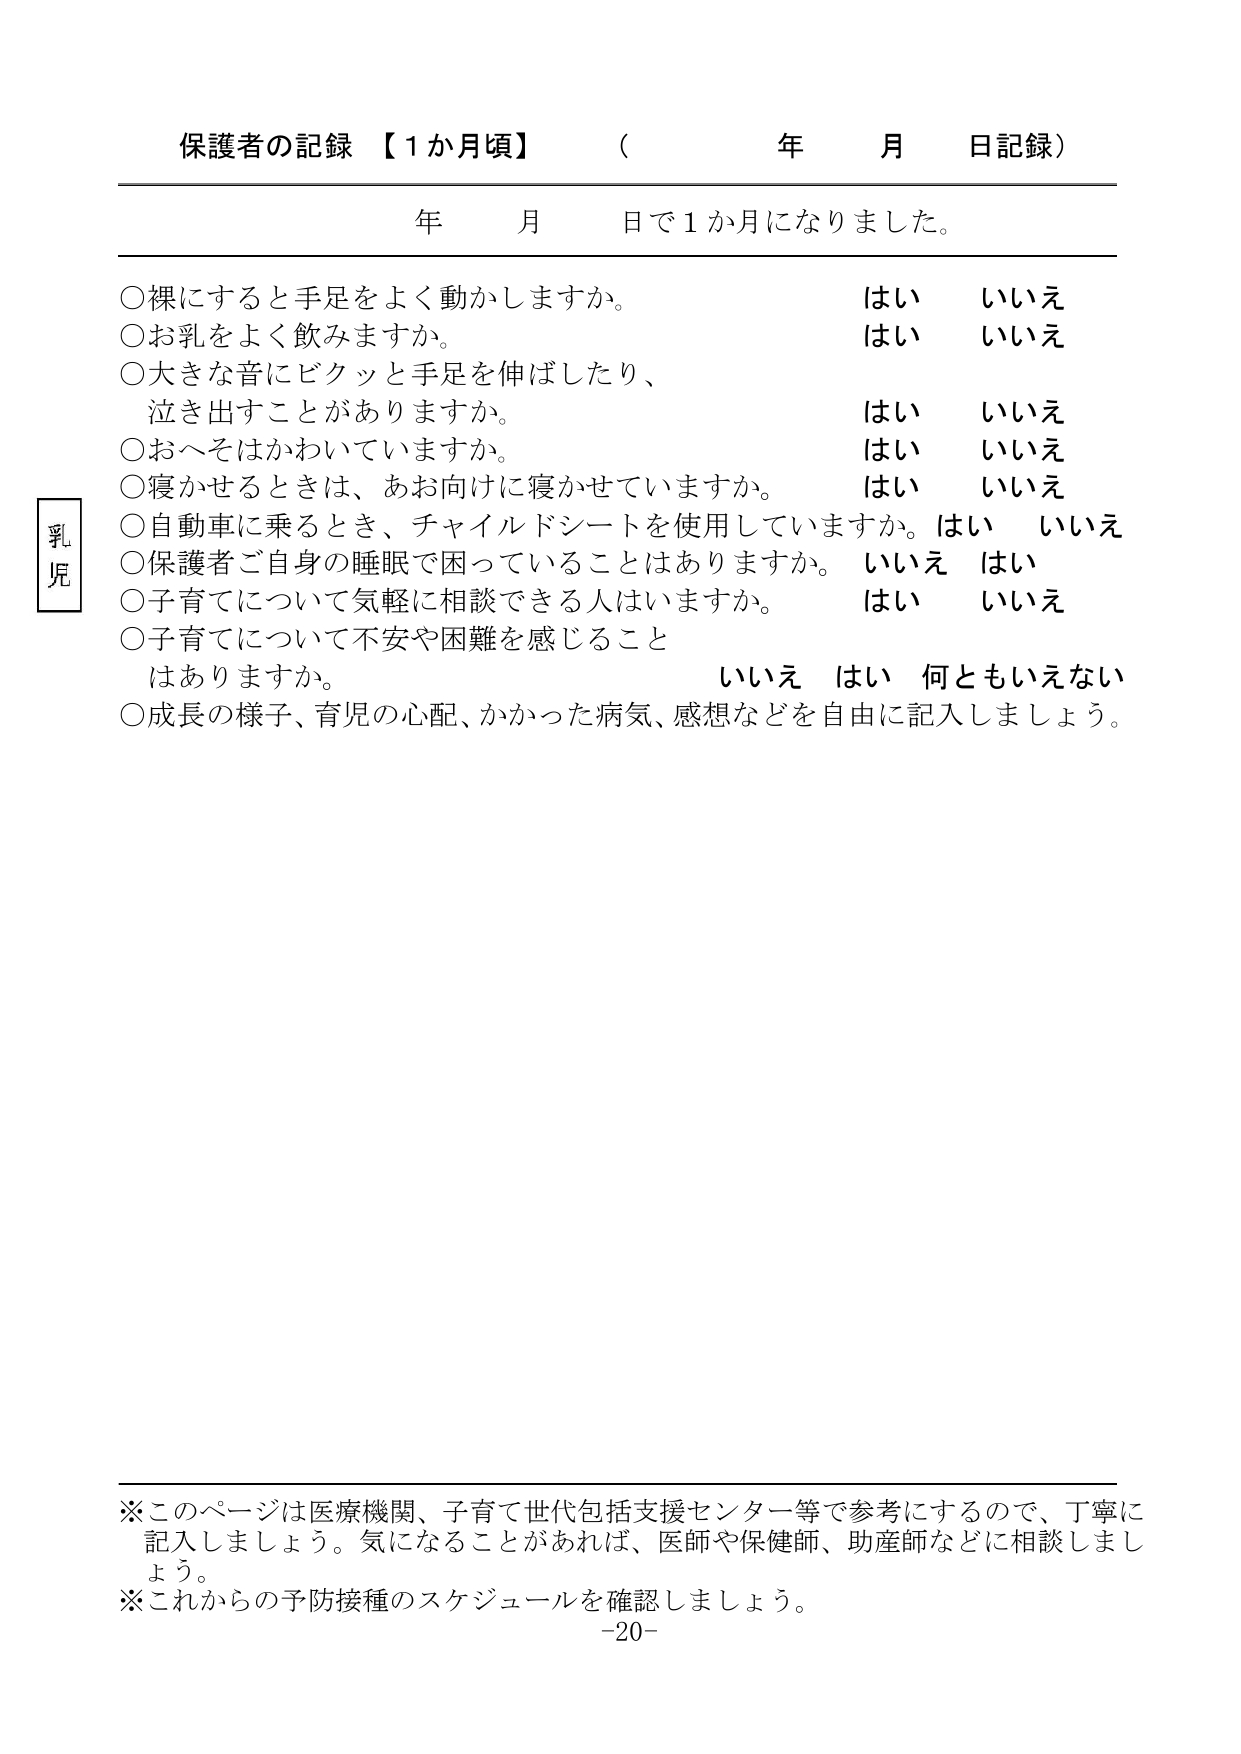 保護者の記録 【1か月頃】 （ 年 月 日記録）
年 月 日で1か月になりました。
○裸にすると手足をよく動かしますか。 はい いいえ
○お乳をよく飲みますか。 はい いいえ
○大きな音にビクッと手足を伸ばしたり、
泣き出すことがありますか。 はい いいえ
○おへそはかわいていますか。 はい いいえ
○寝かせるときは、あお向けに寝かせていますか。 はい いいえ
○自動車に乗るとき、チャイルドシートを使用していますか。はい いいえ
○保護者ご自身の睡眠で困っていることはありますか。 いいえ はい
○子育てについて気軽に相談できる人はいますか。 はい いいえ
○子育てについて不安や困難を感じること
はありますか。 いいえ はい 何ともいえない
○成長の様子、育児の心配、かかった病気、感想などを自由に記入しましょう。
乳
児
※このページは医療機関、子育て世代包括支援センター等で参考にするので、丁寧に
記入しましょう。気になることがあれば、医師や保健師、助産師などに相談しまし
ょう。
※これからの予防接種のスケジュールを確認しましょう。
-20-